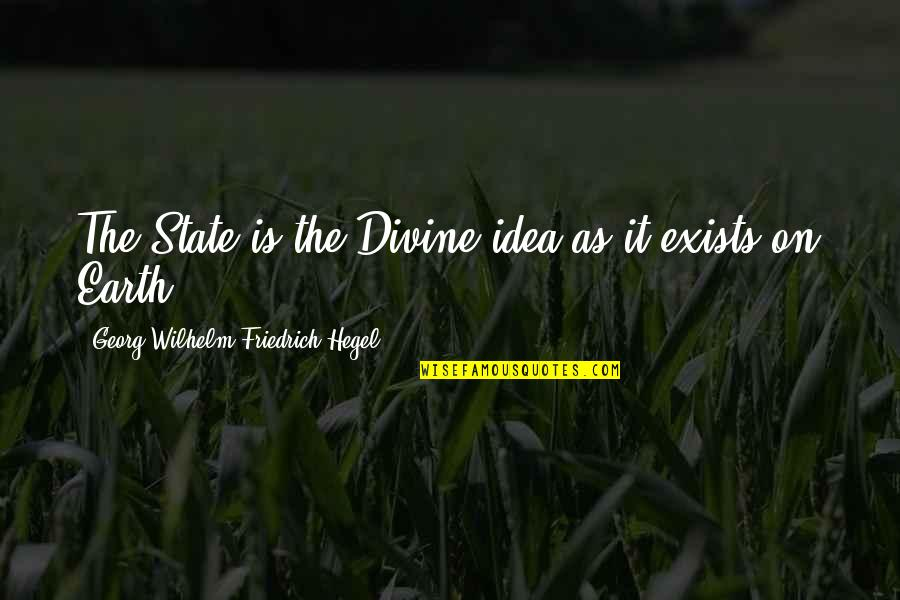 The State is the Divine idea as it exists on
Earth
Georg Wilhelm Friedrich Hegel
WISEFAMOUSQUOTES.COM